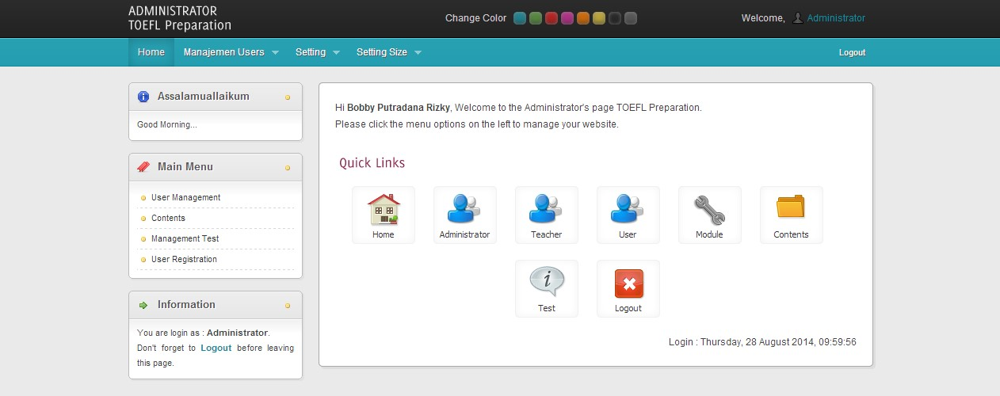 ADMINISTRATOR
TOEFL Preparation
Change Color
Welcome, Administrator
Home Manajemen Users Setting Setting Size Logout
Assalamuallaikum
Good Morning...
Main Menu
User Management
Contents
Management Test
User Registration
Information
You are login as : Administrator.
Don't forget to Logout before leaving
this page.
Hi Bobby Putradana Rizky, Welcome to the Administrator's page TOEFL Preparation.
Please click the menu options on the left to manage your website.
Quick Links
Home Administrator Teacher User Module Contents
Test Logout
Login : Thursday, 28 August 2014, 09:59:56